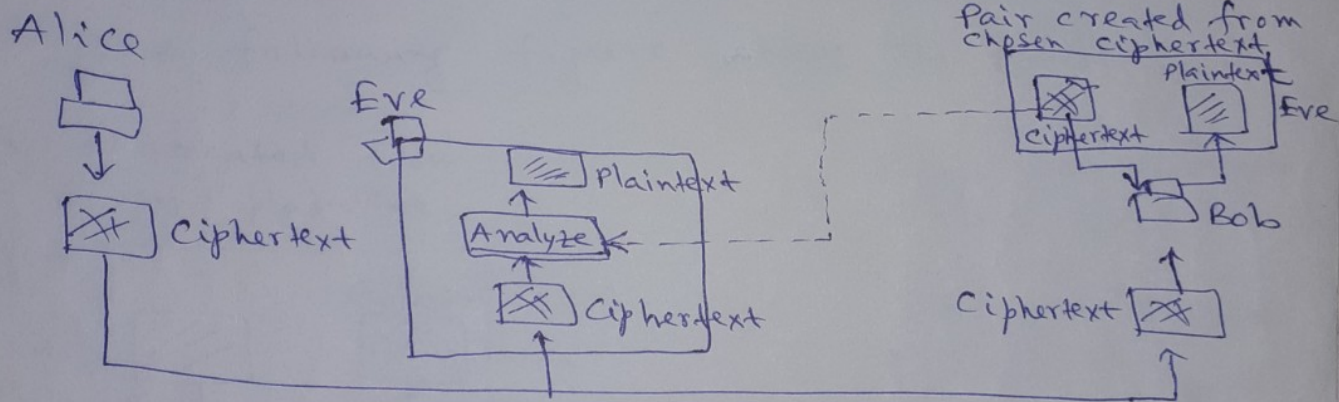 Alice
Ciphertext
Eve
Plaintext
Analyze
Ciphertext
Pair created from
chosen ciphertext
Plaintext
Ciphertext
Eve
Bob
Ciphertext